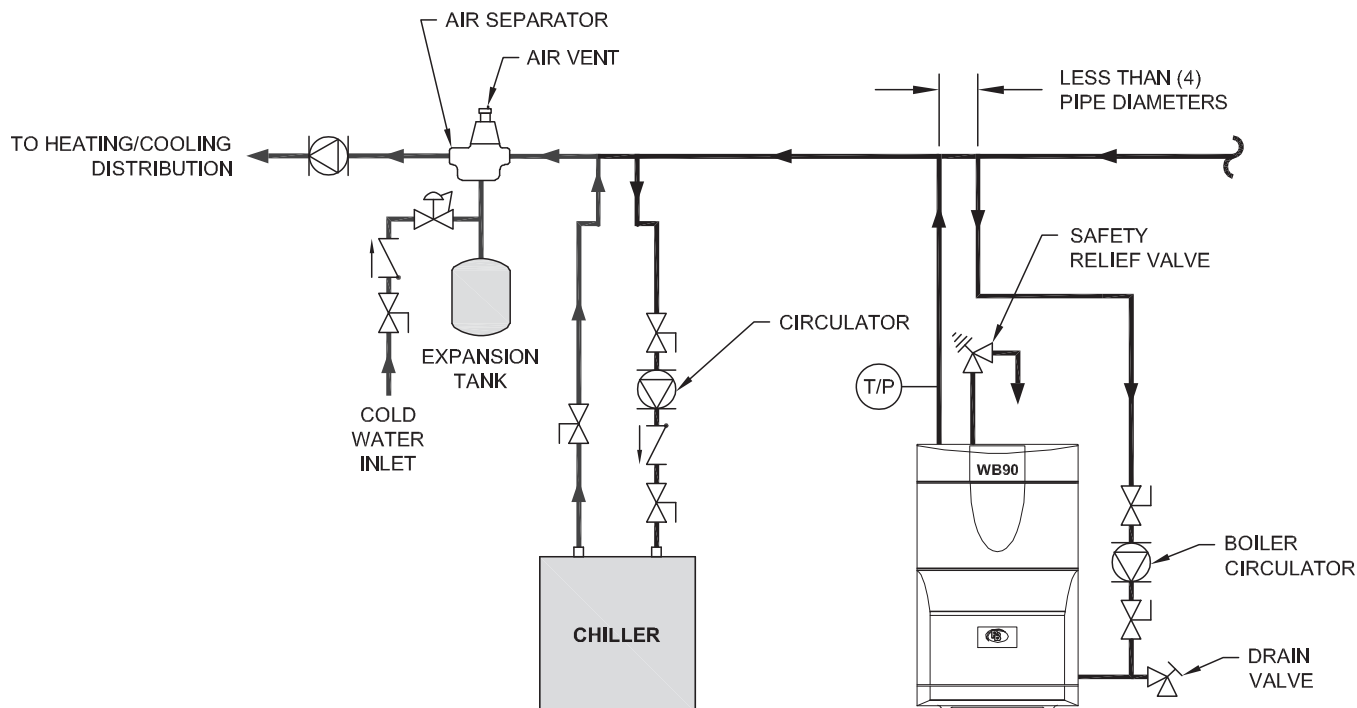 AIR SEPARATOR
AIR VENT
LESS THAN (4)
PIPE DIAMETERS
TO HEATING/COOLING
DISTRIBUTION
SAFETY
RELIEF VALVE
CIRCULATOR
EXPANSION
TANK
T/P
COLD
WATER
INLET
WB90
BOILER
CIRCULATOR
CHILLER
DRAIN
VALVE